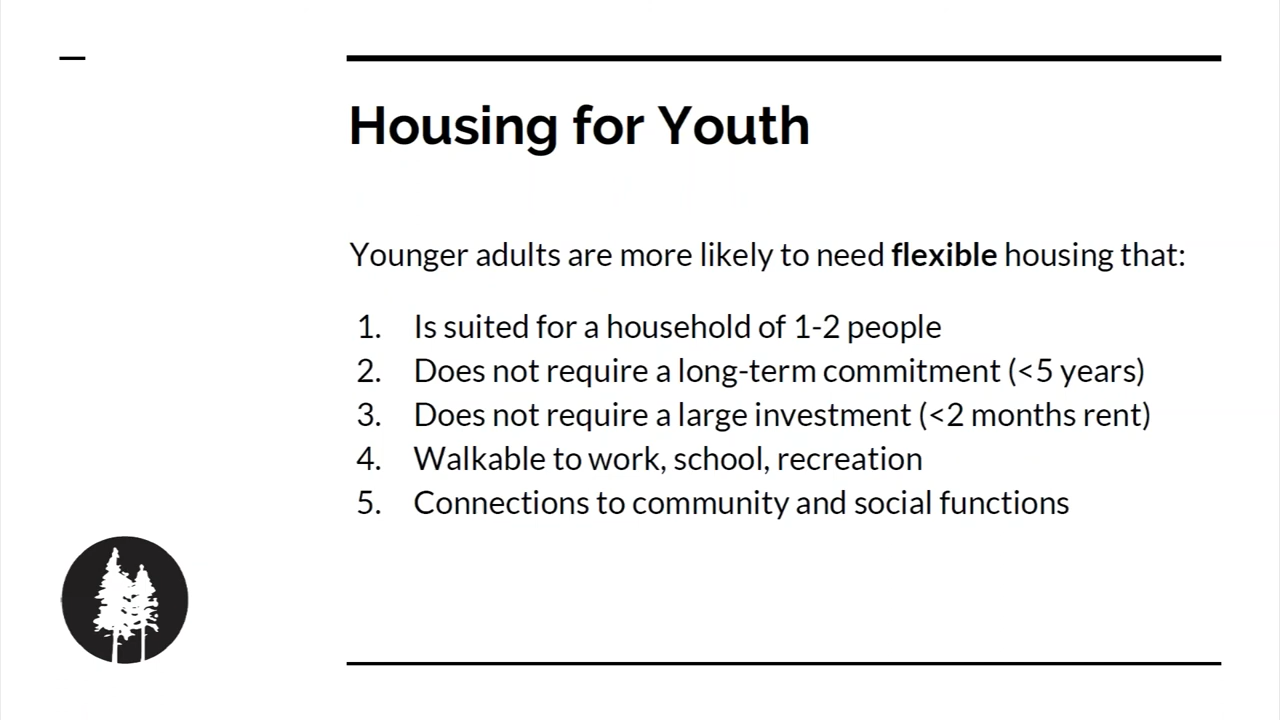 Housing for Youth
Younger adults are more likely to need flexible housing that:
1. Is suited for a household of 1-2 people
2. Does not require a long-term commitment (<5 years)
3. Does not require a large investment (<2 months rent)
4. Walkable to work, school, recreation
5. Connections to community and social functions